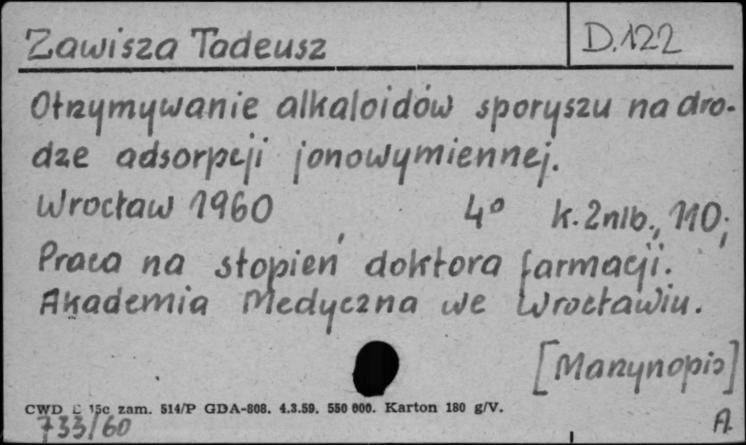 Zawisza Tadeusz
D.122
Otrzymywanie alkaloidów sporyszu na dro-
dze adsorpcji jonowymiennej.
Wrocław 1960 4° k. 2nlb., 110;
Praca na stopień doktora farmacji.
Akademia Medyczna we Wrocławiu.
[Maszynopis]
CWD zam. 514/P GDA-808. 4.3.59. 550 000. Karton 180 g/V.
733/60
A.